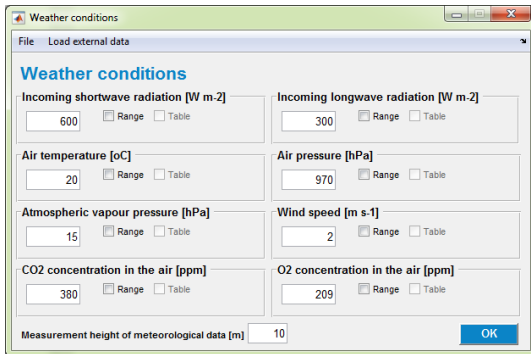 Weather conditions
File Load external data
Weather conditions
Incoming shortwave radiation [W m-2] Incoming longwave radiation [W m-2]
600 Range Table 300 Range Table
Air temperature [oC] Air pressure [hPa]
20 Range Table 970 Range Table
Atmospheric vapour pressure [hPa] Wind speed [m s-1]
15 Range Table 2 Range Table
CO2 concentration in the air [ppm] O2 concentration in the air [ppm]
380 Range Table 209 Range Table
Measurement height of meteorological data [m] 10 OK